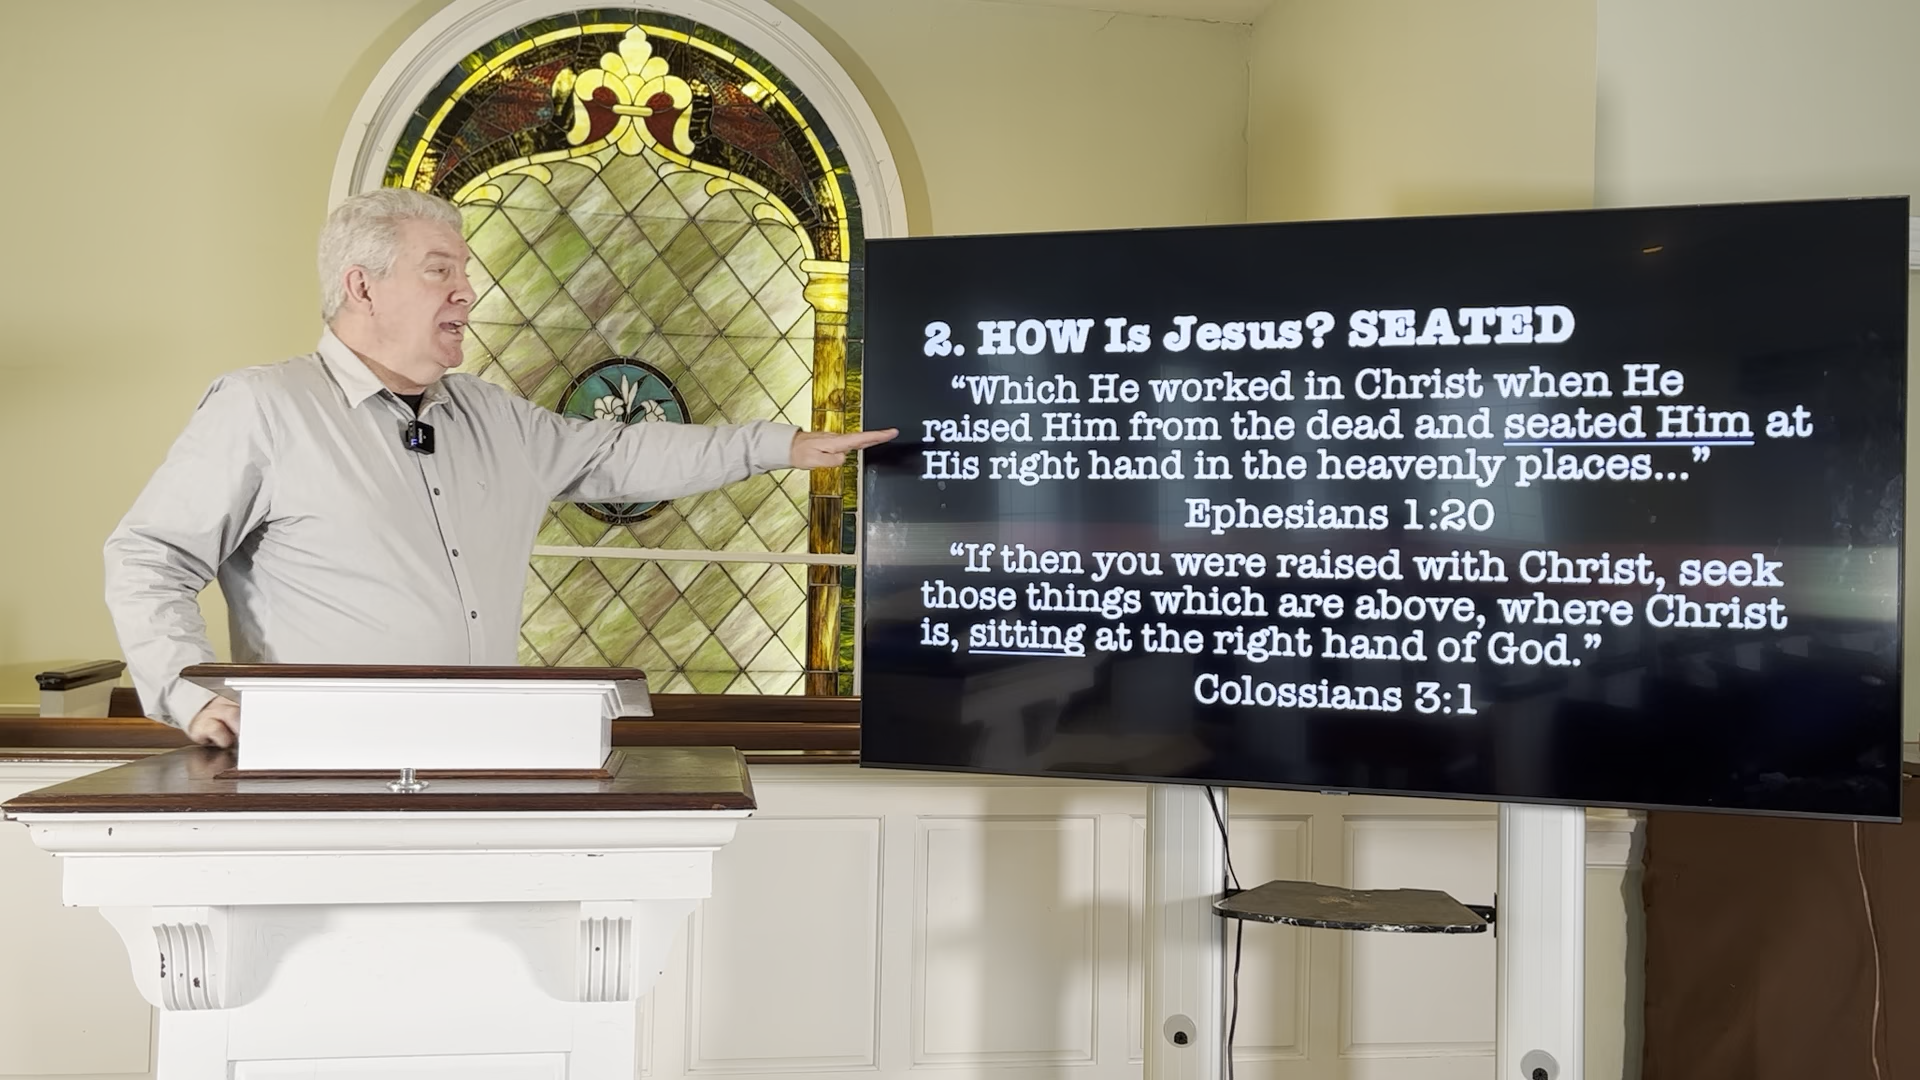 2. HOW Is Jesus? SEATED
“Which He worked in Christ when He
raised Him from the dead and seated Him at
His right hand in the heavenly places...”
Ephesians 1:20
“If then you were raised with Christ, seek
those things which are above, where Christ
is, sitting at the right hand of God.”
Colossians 3:1